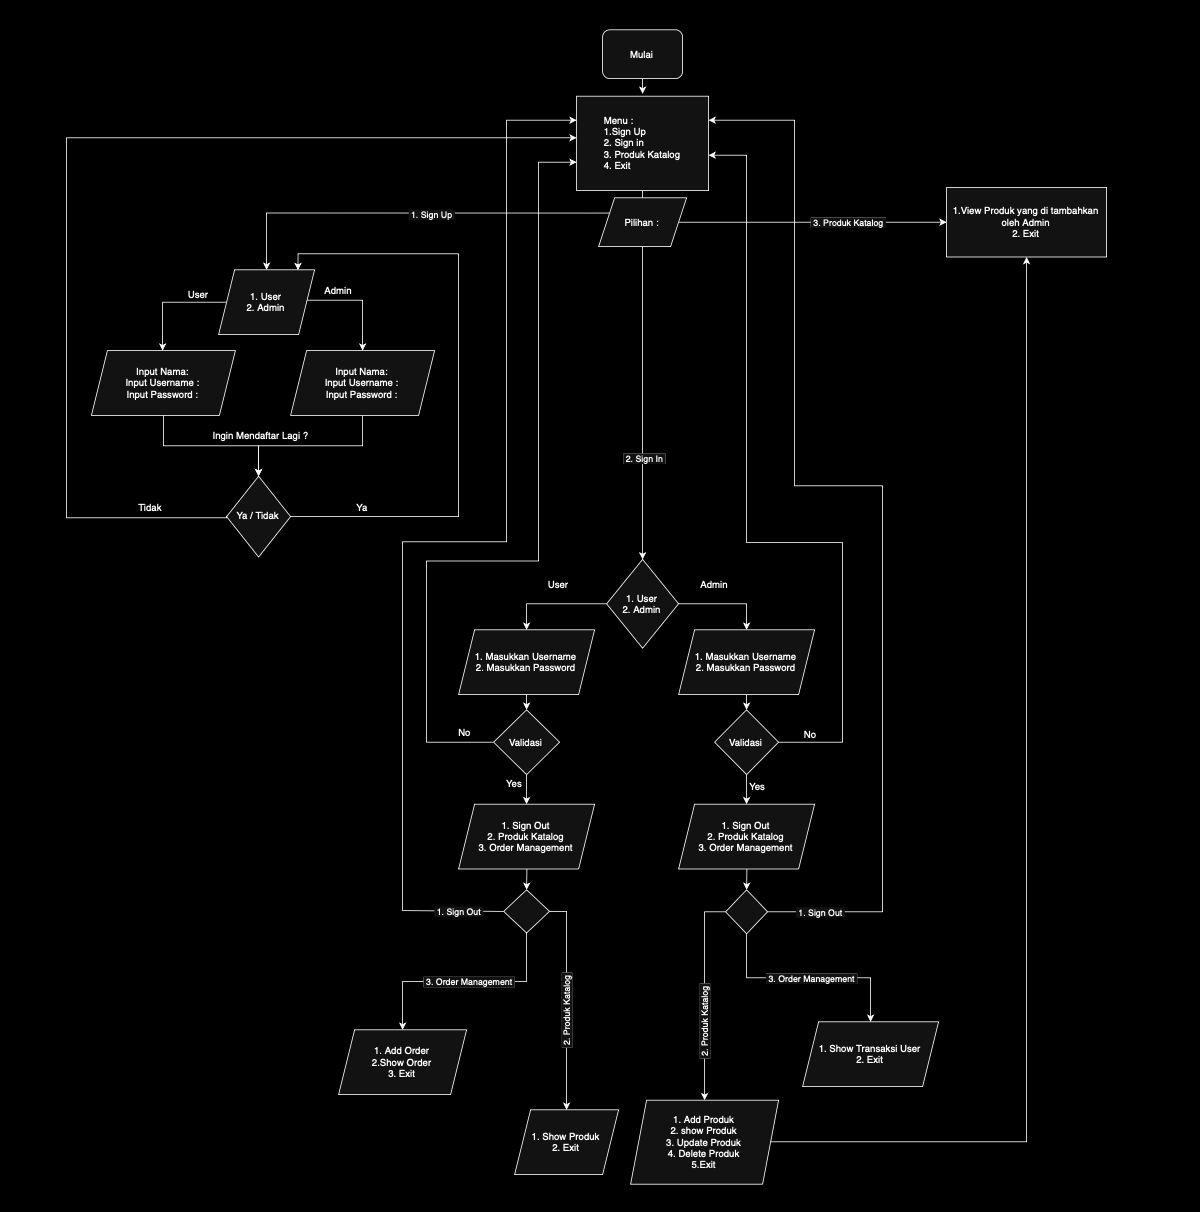 Mulai
Menu :
1.Sign Up
2. Sign in
3. Produk Katalog
4. Exit
Pilihan :
1. Sign Up
3. Produk Katalog
1.View Produk yang di tambahkan
oleh Admin
2. Exit
User
Admin
1. User
2. Admin
Input Nama:
Input Username :
Input Password :
Input Nama:
Input Username :
Input Password :
Ingin Mendaftar Lagi ?
Tidak
Ya / Tidak
Ya
2. Sign In
User
Admin
1. User
2. Admin
1. Masukkan Username
2. Masukkan Password
1. Masukkan Username
2. Masukkan Password
No
Validasi
Validasi
No
Yes
Yes
1. Sign Out
2. Produk Katalog
3. Order Management
1. Sign Out
2. Produk Katalog
3. Order Management
1. Sign Out
1. Sign Out
3. Order Management
2. Produk Katalog
2. Produk Katalog
3. Order Management
1. Add Order
2.Show Order
3. Exit
1. Show Transaksi User
2. Exit
1. Show Produk
2. Exit
1. Add Produk
2. show Produk
3. Update Produk
4. Delete Produk
5.Exit